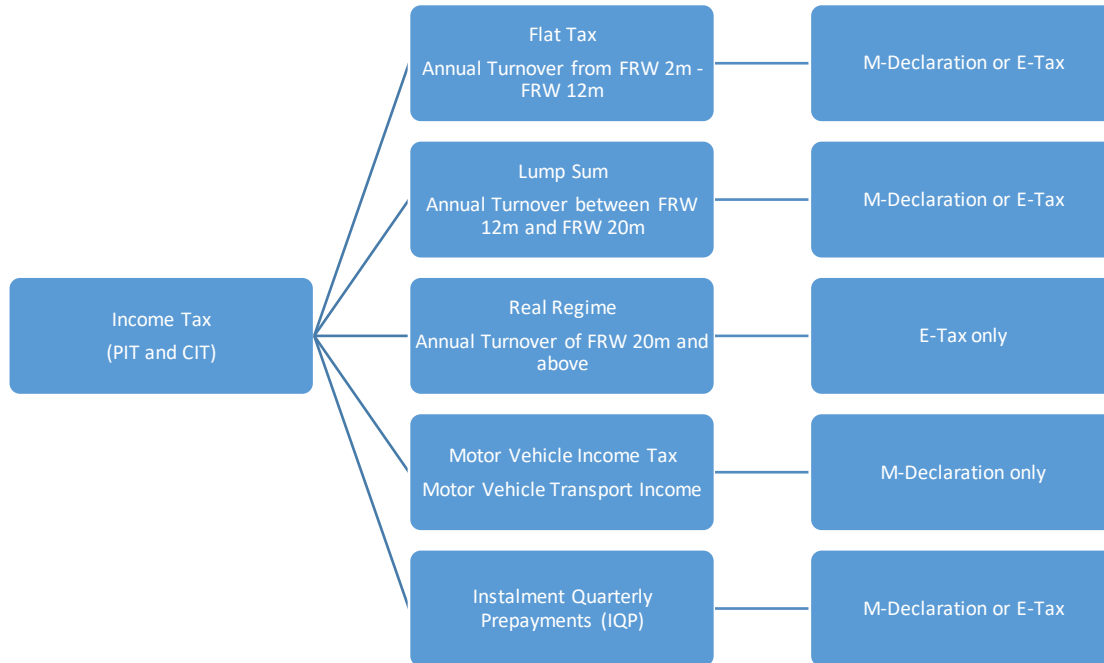 Income Tax
(PIT and CIT)
Flat Tax
Annual Turnover from FRW 2m -
FRW 12m
M-Declaration or E-Tax
Lump Sum
Annual Turnover between FRW
12m and FRW 20m
M-Declaration or E-Tax
Real Regime
Annual Turnover of FRW 20m and
above
E-Tax only
Motor Vehicle Income Tax
Motor Vehicle Transport Income
M-Declaration only
Instalment Quarterly
Prepayments (IQP)
M-Declaration or E-Tax